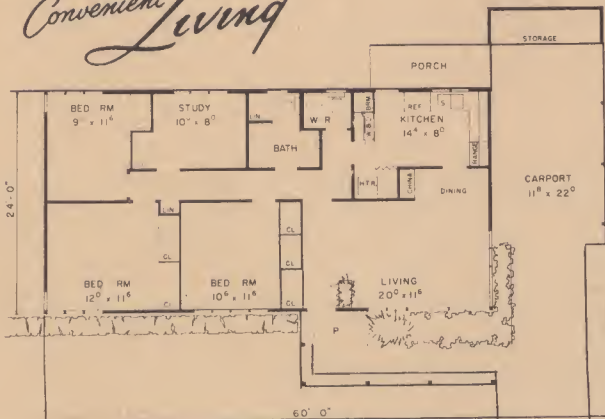 Convenient
Living
STORAGE
PORCH
BED RM
9⁰ x 11⁶
STUDY
10⁰ x 8⁰
LIN
W R
BRM
REF
S
KITCHEN
14⁴ x 8⁰
BATH
RANGE
HTR
CHINA
DINING
CARPORT
11⁸ x 22⁰
24'-0"
LIN
CL
CL
CL
CL
CL
BED RM
12⁰ x 11⁶
BED RM
10⁶ x 11⁶
LIVING
20⁰ x 11⁶
P
60' 0"